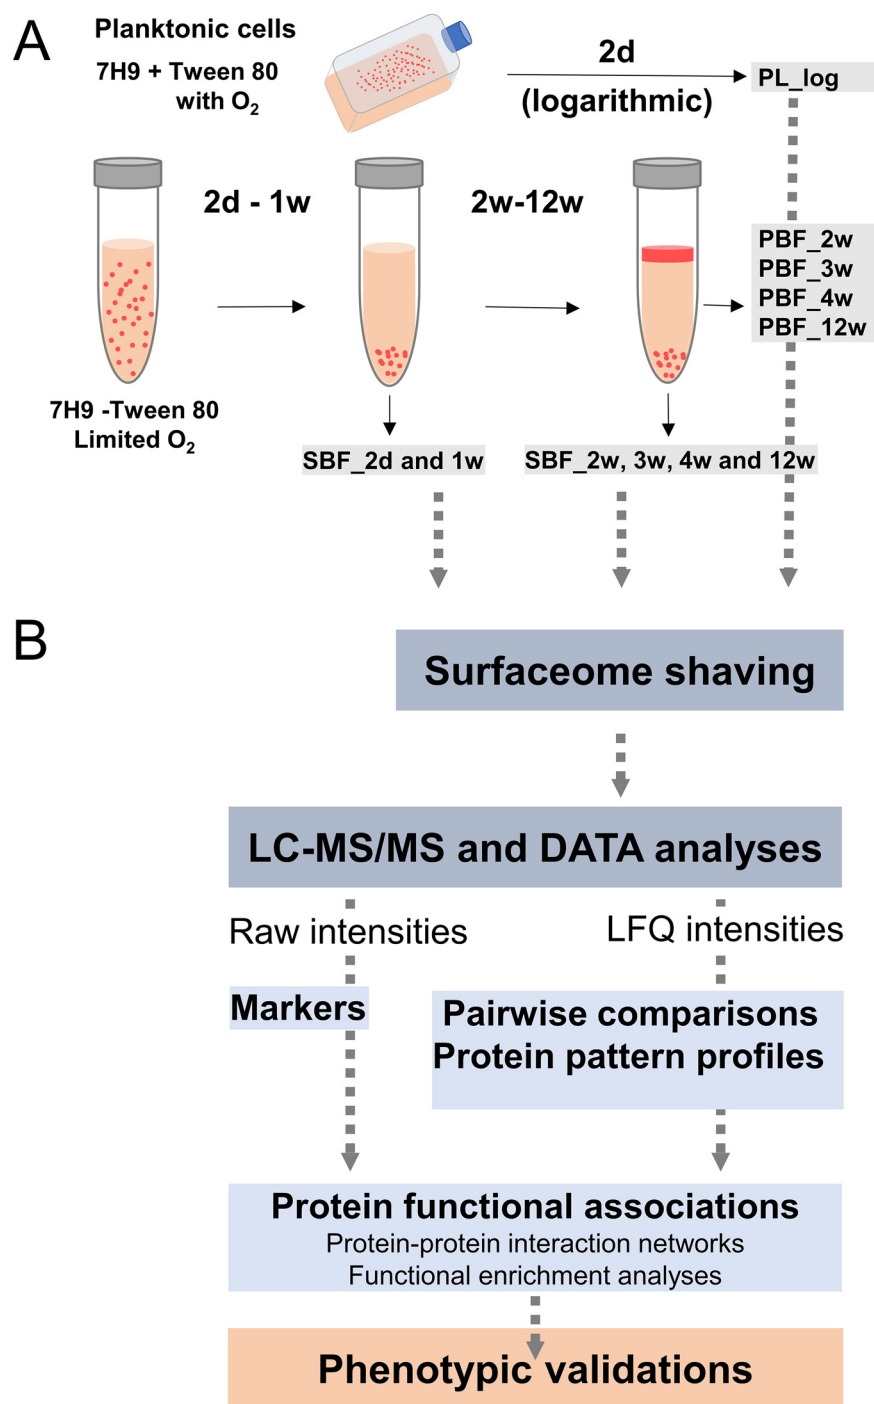 A
Planktonic cells
7H9 + Tween 80
with O₂
2d
(logarithmic)
PL_log
2d - 1w
2w-12w
PBF_2w
PBF_3w
PBF_4w
PBF_12w
7H9 -Tween 80
Limited O₂
SBF_2d and 1w
SBF_2w, 3w, 4w and 12w
B
Surfaceome shaving
LC-MS/MS and DATA analyses
Raw intensities
LFQ intensities
Markers
Pairwise comparisons
Protein pattern profiles
Protein functional associations
Protein-protein interaction networks
Functional enrichment analyses
Phenotypic validations